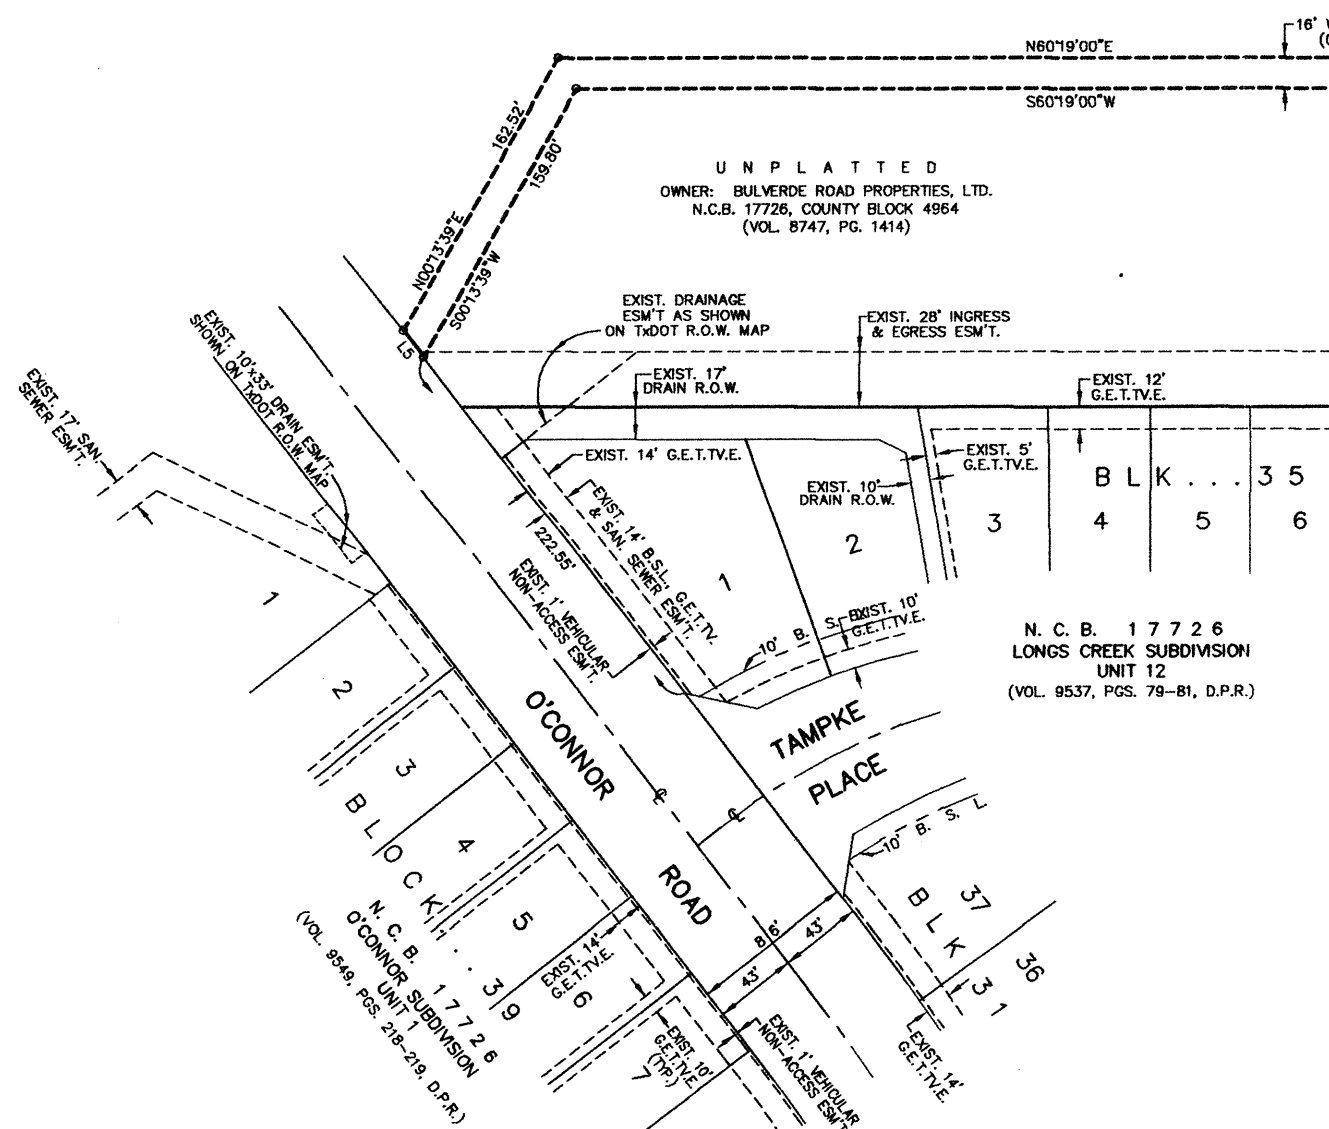 16'
N60°19'00"E
S60°19'00"W
162.52'
159.80'
N00°13'39"E
S00°13'39"W
L5
U N P L A T T E D
OWNER: BULVERDE ROAD PROPERTIES, LTD.
N.C.B. 17726, COUNTY BLOCK 4964
(VOL. 8747, PG. 1414)
EXIST. DRAINAGE
ESM'T AS SHOWN
ON TxDOT R.O.W. MAP
EXIST. 28' INGRESS
& EGRESS ESM'T.
EXIST. 10'x33' DRAIN ESM'T.
SHOWN ON TxDOT R.O.W. MAP
EXIST. 17' SAN.
SEWER ESM'T.
EXIST. 17'
DRAIN R.O.W.
EXIST. 12'
G.E.T.TV.E.
EXIST. 14' G.E.T.TV.E.
EXIST. 5'
G.E.T.TV.E.
EXIST. 10'
DRAIN R.O.W.
B L K . . . 3 5
3
4
5
6
2
1
EXIST. 14' B.S.L., G.E.T.TV.
& SAN. SEWER ESM'T.
222.55'
EXIST. 1' VEHICULAR
NON-ACCESS ESM'T.
10' B. S. L.
EXIST. 10'
G.E.T.TV.E.
N. C. B. 1 7 7 2 6
LONGS CREEK SUBDIVISION
UNIT 12
(VOL. 9537, PGS. 79-81, D.P.R.)
TAMPKE
PLACE
O'CONNOR
ROAD
1
2
3
4
5
6
7
B L O C K . . . 3 9
N. C. B. 1 7 7 2 6
O'CONNOR SUBDIVISION
UNIT 1
(VOL. 9549, PGS. 218-219, D.P.R.)
EXIST. 14'
G.E.T.TV.E.
EXIST. 10'
G.E.T.TV.E.
(TYP.)
86'
43'
43'
10' B. S. L.
37
B L K 3 1
36
EXIST. 14'
G.E.T.TV.E.
EXIST. 1' VEHICULAR
NON-ACCESS ESM'T.